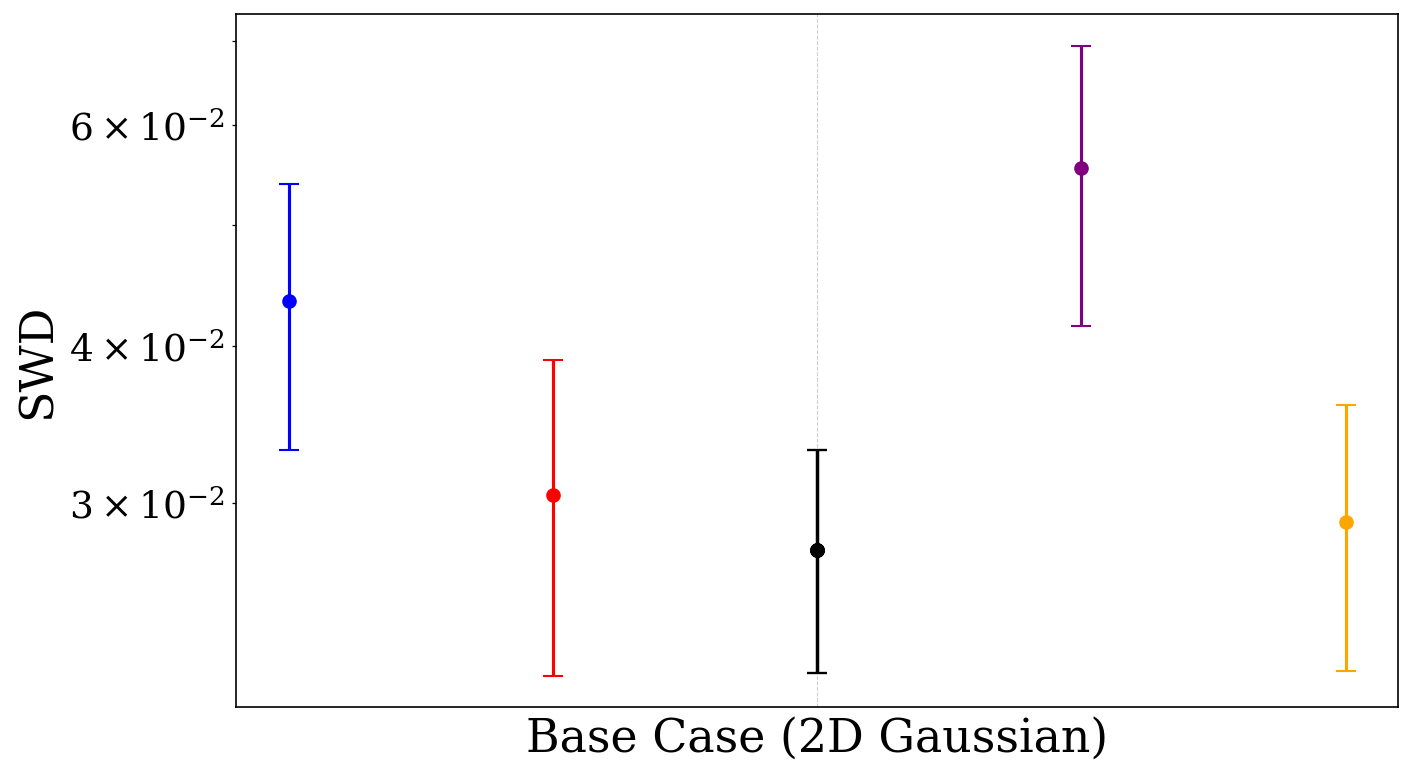 6 × 10⁻²
4 × 10⁻²
3 × 10⁻²
SWD
Base Case (2D Gaussian)